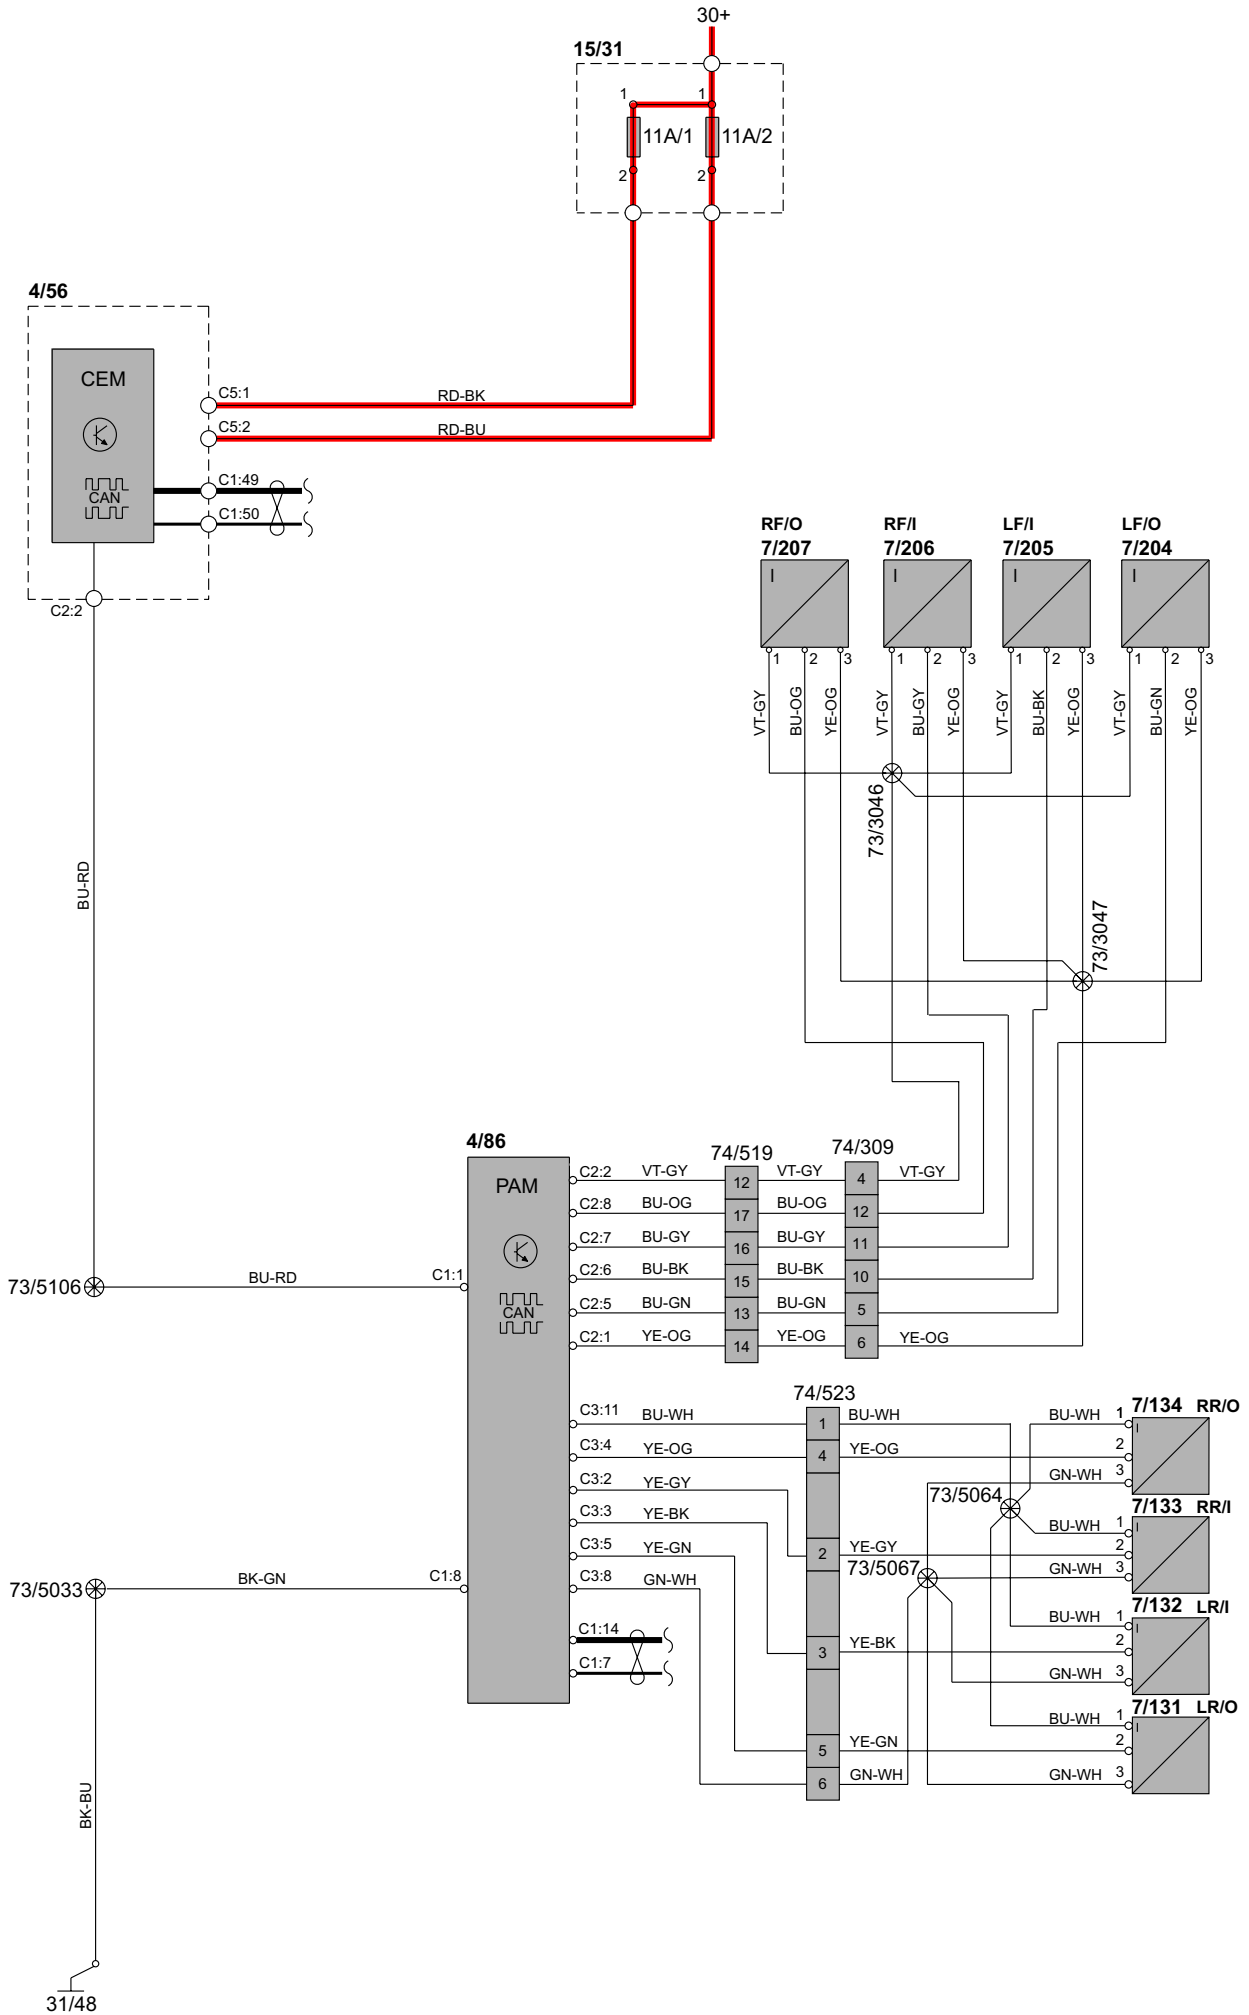 30+
15/31
1 1
11A/1 11A/2
2 2
4/56
CEM
CAN
C5:1 RD-BK
C5:2 RD-BU
C1:49
C1:50
C2:2
RF/O RF/I LF/I LF/O
7/207 7/206 7/205 7/204
I I I I
1 2 3 1 2 3 1 2 3 1 2 3
VT-GY BU-OG YE-OG VT-GY BU-GY YE-OG VT-GY BU-BK YE-OG VT-GY BU-GN YE-OG
73/3046
BU-RD
73/3047
4/86
PAM
CAN
74/519 74/309
C2:2 VT-GY 12 VT-GY 4 VT-GY
C2:8 BU-OG 17 BU-OG 12
C2:7 BU-GY 16 BU-GY 11
C2:6 BU-BK 15 BU-BK 10
C2:5 BU-GN 13 BU-GN 5
C2:1 YE-OG 14 YE-OG 6 YE-OG
73/5106 BU-RD C1:1
74/523
C3:11 BU-WH 1 BU-WH
C3:4 YE-OG 4 YE-OG
C3:2 YE-GY
C3:3 YE-BK
C3:5 YE-GN
C3:8 GN-WH
2 YE-GY
3 YE-BK
5 YE-GN
6 GN-WH
C1:14
C1:7
73/5064
73/5067
7/134 RR/O
I
BU-WH 1
2
GN-WH 3
7/133 RR/I
I
BU-WH 1
2
GN-WH 3
7/132 LR/I
I
BU-WH 1
2
GN-WH 3
7/131 LR/O
I
BU-WH 1
2
GN-WH 3
73/5033 BK-GN C1:8
BK-BU
31/48